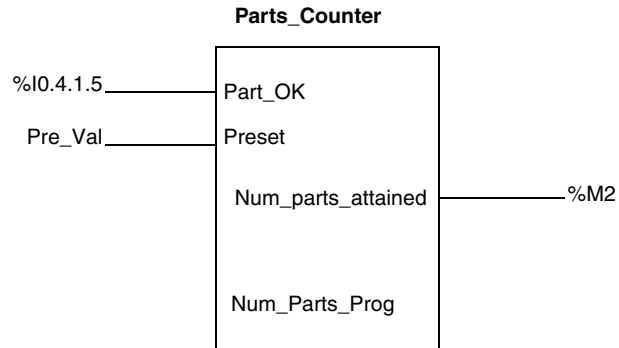 Parts_Counter
%I0.4.1.5
Part_OK
Pre_Val
Preset
Num_parts_attained
%M2
Num_Parts_Prog